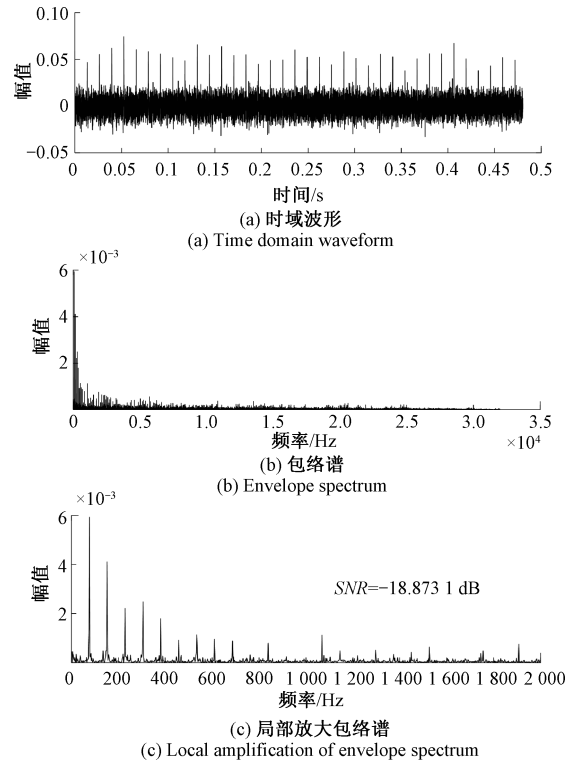 0.10
0.05
0
−0.05
幅值
0 0.05 0.1 0.15 0.2 0.25 0.3 0.35 0.4 0.45 0.5
时间/s
(a) 时域波形
(a) Time domain waveform
×10⁻³
6
4
2
幅值
0 0.5 1.0 1.5 2.0 2.5 3.0 3.5
频率/Hz
×10⁴
(b) 包络谱
(b) Envelope spectrum
×10⁻³
6
4
2
幅值
SNR=−18.873 1 dB
0 200 400 600 800 1 000 1 200 1 400 1 600 1 800 2 000
频率/Hz
(c) 局部放大包络谱
(c) Local amplification of envelope spectrum